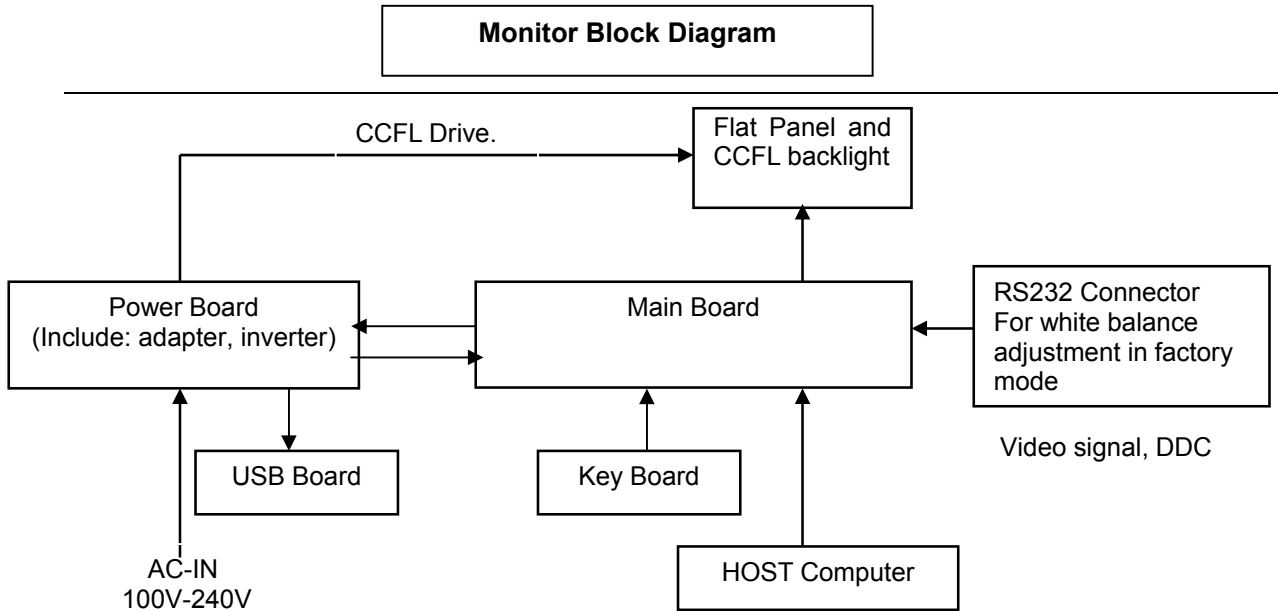 Monitor Block Diagram
CCFL Drive.
Flat Panel and
CCFL backlight
Power Board
(Include: adapter, inverter)
Main Board
RS232 Connector
For white balance
adjustment in factory
mode
Video signal, DDC
USB Board
Key Board
AC-IN
100V-240V
HOST Computer